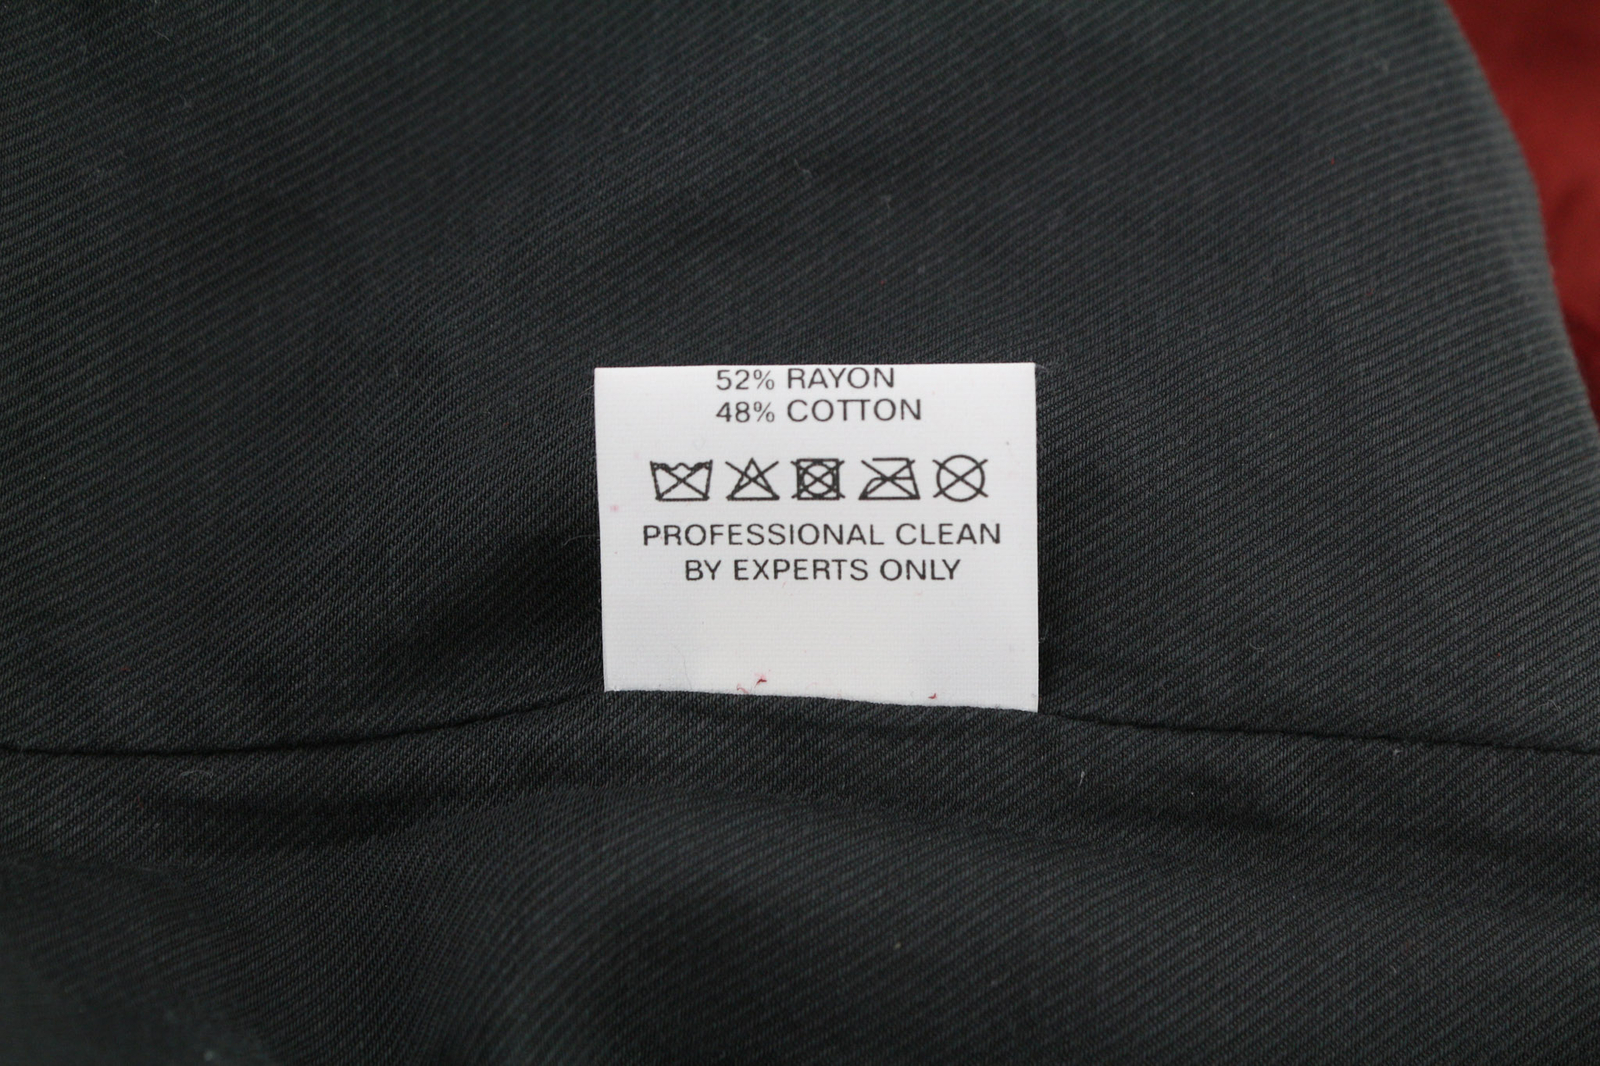 52% RAYON
48% COTTON
PROFESSIONAL CLEAN
BY EXPERTS ONLY